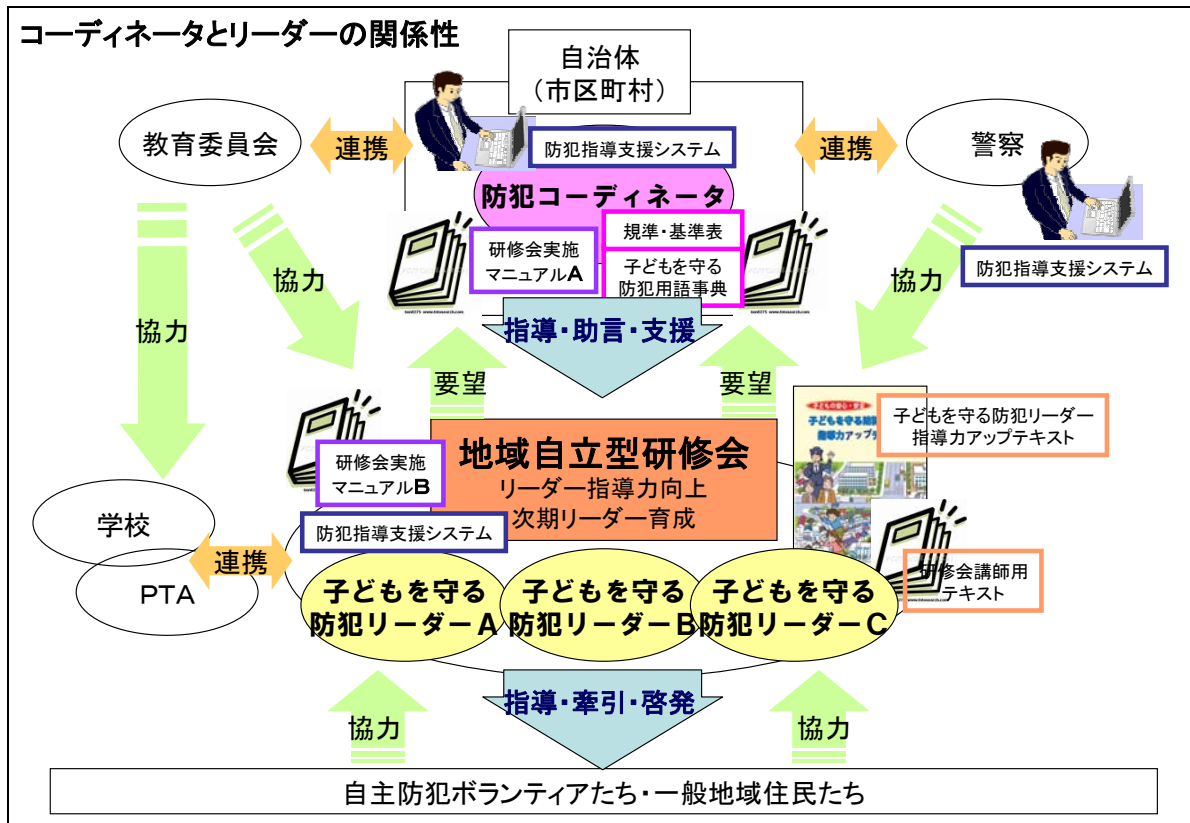 コーディネータとリーダーの関係性
自治体
（市区町村）
教育委員会
連携
防犯指導支援システム
連携
警察
防犯コーディネータ
研修会実施
マニュアルA
規準・基準表
子どもを守る
防犯用語事典
防犯指導支援システム
協力
協力
協力
指導・助言・支援
要望
要望
子どもを守る防犯リーダー
指導力アップテキスト
地域自立型研修会
リーダー指導力向上
次期リーダー育成
研修会実施
マニュアルB
防犯指導支援システム
学校
PTA
連携
研修会講師用
テキスト
子どもを守る
防犯リーダーA
子どもを守る
防犯リーダーB
子どもを守る
防犯リーダーC
指導・牽引・啓発
協力
協力
自主防犯ボランティアたち・一般地域住民たち